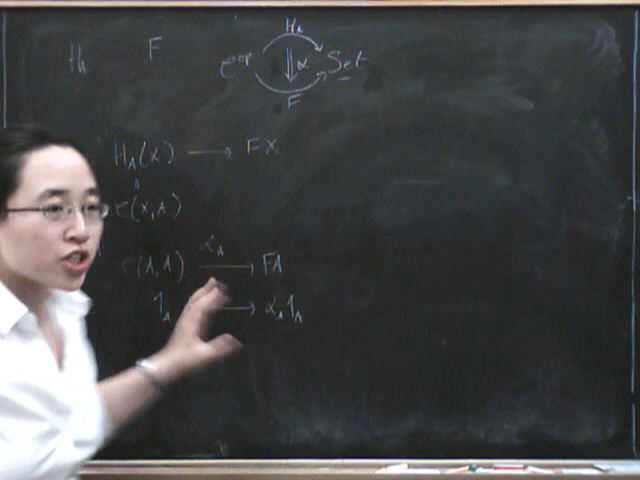 H_A
H_A F
C^op α Set
F
H_A(X) → FX
C(X,A)
α_A
C(A,A) → FA
1_A → α_A 1_A